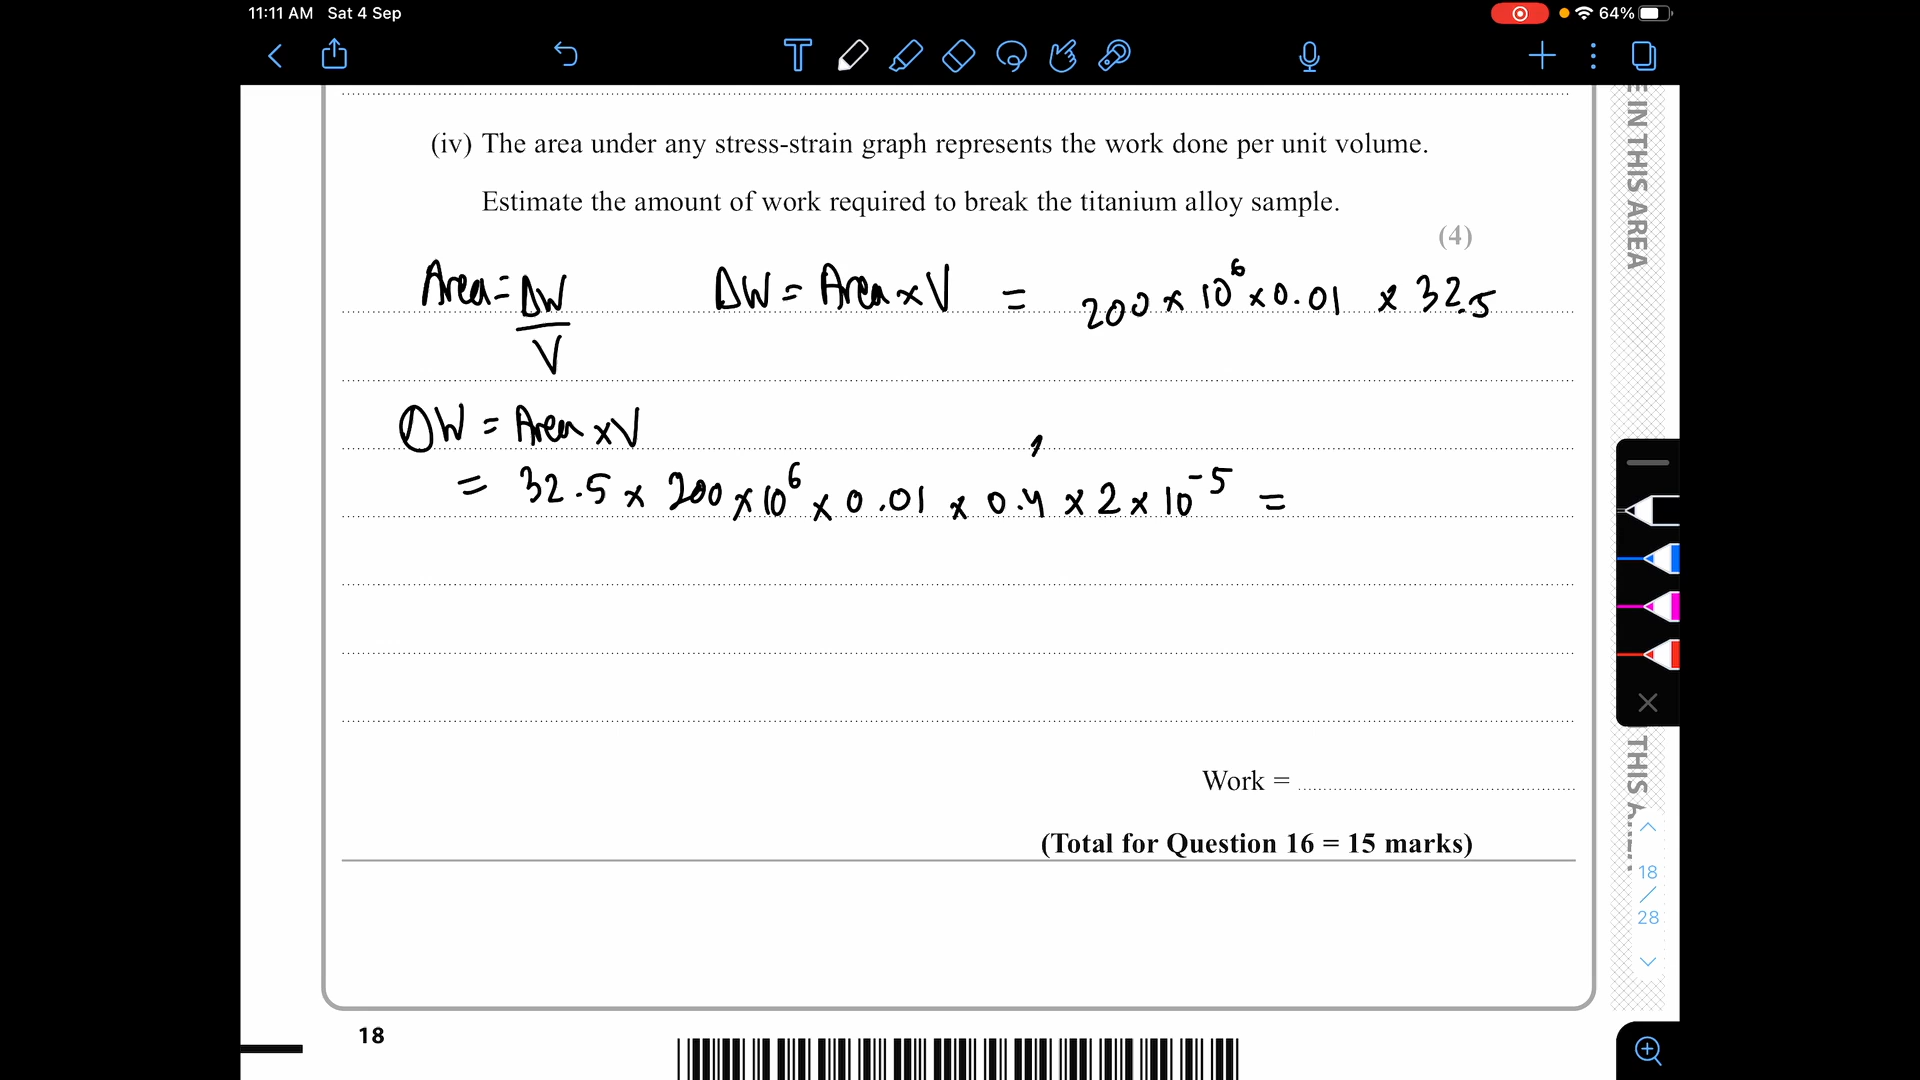 11:11 AM Sat 4 Sep
64%
E IN THIS AREA
(iv) The area under any stress-strain graph represents the work done per unit volume.
Estimate the amount of work required to break the titanium alloy sample.
(4)
Area = ΔW/V ΔW = Area × V = 200 × 10⁶ × 0.01 × 32.5
ΔW = Area × V
= 32.5 × 200 × 10⁶ × 0.01 × 0.4 × 2 × 10⁻⁵ =
Work =
(Total for Question 16 = 15 marks)
THIS
18
28
18